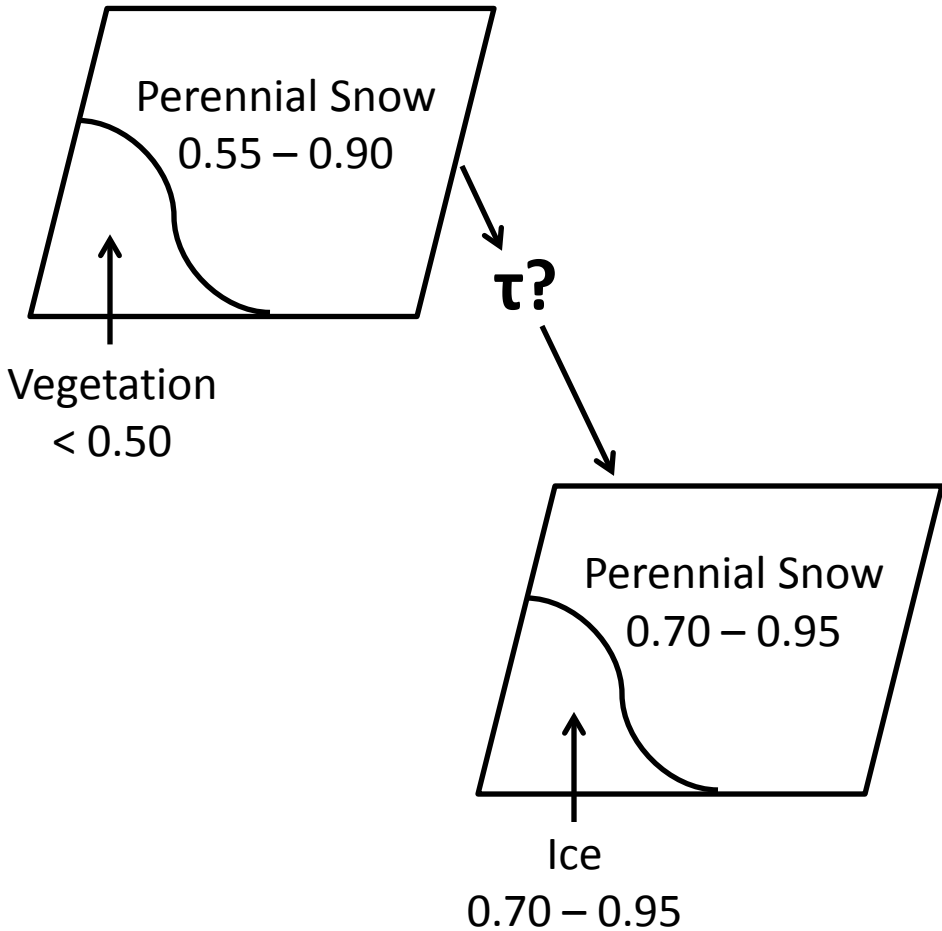 Perennial Snow
0.55 – 0.90
τ?
Vegetation
< 0.50
Perennial Snow
0.70 – 0.95
Ice
0.70 – 0.95